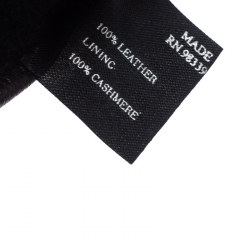 MADE
RN 98339
100% LEATHER
LINING
100% CASHMERE